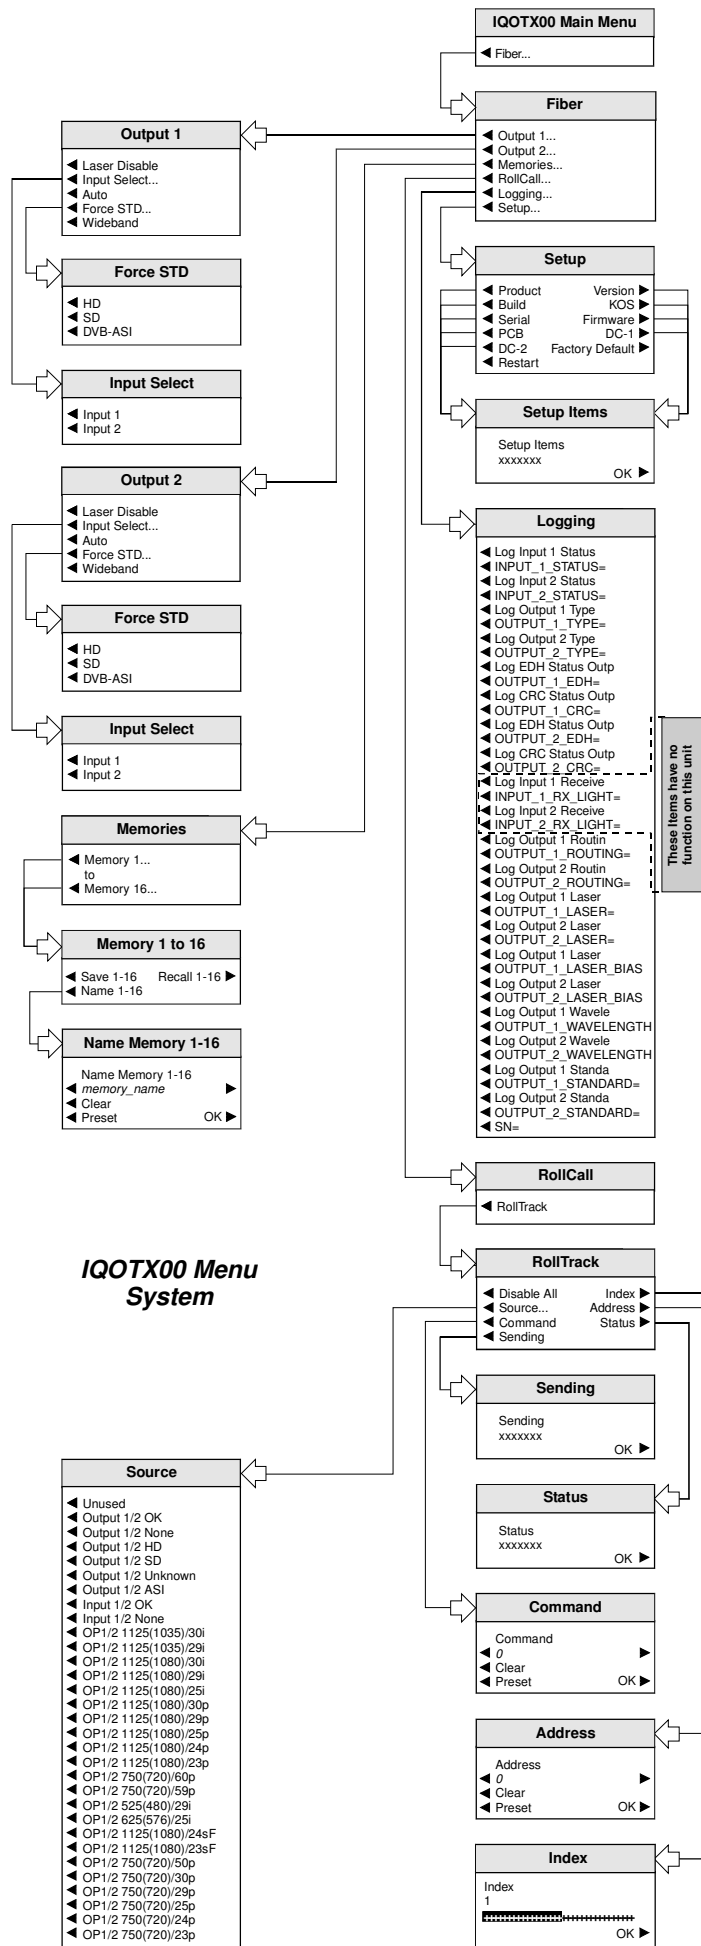 IQOTX00 Main Menu
Fiber...
Fiber
Output 1...
Output 2...
Memories...
RollCall...
Logging...
Setup...
Output 1
Laser Disable
Input Select...
Auto
Force STD...
Wideband
Force STD
HD
SD
DVB-ASI
Input Select
Input 1
Input 2
Setup
Product Version
Build KOS
Serial Firmware
PCB DC-1
DC-2 Factory Default
Restart
Setup Items
Setup Items
xxxxxxx
OK
Output 2
Laser Disable
Input Select...
Auto
Force STD...
Wideband
Force STD
HD
SD
DVB-ASI
Input Select
Input 1
Input 2
Logging
Log Input 1 Status
INPUT_1_STATUS=
Log Input 2 Status
INPUT_2_STATUS=
Log Output 1 Type
OUTPUT_1_TYPE=
Log Output 2 Type
OUTPUT_2_TYPE=
Log EDH Status Outp
OUTPUT_1_EDH=
Log CRC Status Outp
OUTPUT_1_CRC=
Log EDH Status Outp
OUTPUT_2_EDH=
Log CRC Status Outp
OUTPUT_2_CRC=
Log Input 1 Receive
INPUT_1_RX_LIGHT=
Log Input 2 Receive
INPUT_2_RX_LIGHT=
Log Output 1 Routin
OUTPUT_1_ROUTING=
Log Output 2 Routin
OUTPUT_2_ROUTING=
Log Output 1 Laser
OUTPUT_1_LASER=
Log Output 2 Laser
OUTPUT_2_LASER=
Log Output 1 Laser
OUTPUT_1_LASER_BIAS
Log Output 2 Laser
OUTPUT_2_LASER_BIAS
Log Output 1 Wavele
OUTPUT_1_WAVELENGTH
Log Output 2 Wavele
OUTPUT_2_WAVELENGTH
Log Output 1 Standa
OUTPUT_1_STANDARD=
Log Output 2 Standa
OUTPUT_2_STANDARD=
SN=
These Items have no
function on this unit
Memories
Memory 1...
to
Memory 16...
Memory 1 to 16
Save 1-16 Recall 1-16
Name 1-16
Name Memory 1-16
Name Memory 1-16
memory_name
Clear
Preset OK
IQOTX00 Menu
System
RollCall
RollTrack
RollTrack
Disable All Index
Source... Address
Command Status
Sending
Sending
Sending
xxxxxxx
OK
Status
Status
xxxxxxx
OK
Command
Command
0
Clear
Preset OK
Address
Address
0
Clear
Preset OK
Index
Index
1
OK
Source
Unused
Output 1/2 OK
Output 1/2 None
Output 1/2 HD
Output 1/2 SD
Output 1/2 Unknown
Output 1/2 ASI
Input 1/2 OK
Input 1/2 None
OP1/2 1125(1035)/30i
OP1/2 1125(1035)/29i
OP1/2 1125(1080)/30i
OP1/2 1125(1080)/29i
OP1/2 1125(1080)/25i
OP1/2 1125(1080)/30p
OP1/2 1125(1080)/29p
OP1/2 1125(1080)/25p
OP1/2 1125(1080)/24p
OP1/2 1125(1080)/23p
OP1/2 750(720)/60p
OP1/2 750(720)/59p
OP1/2 525(480)/29i
OP1/2 625(576)/25i
OP1/2 1125(1080)/24sF
OP1/2 1125(1080)/23sF
OP1/2 750(720)/50p
OP1/2 750(720)/30p
OP1/2 750(720)/29p
OP1/2 750(720)/25p
OP1/2 750(720)/24p
OP1/2 750(720)/23p